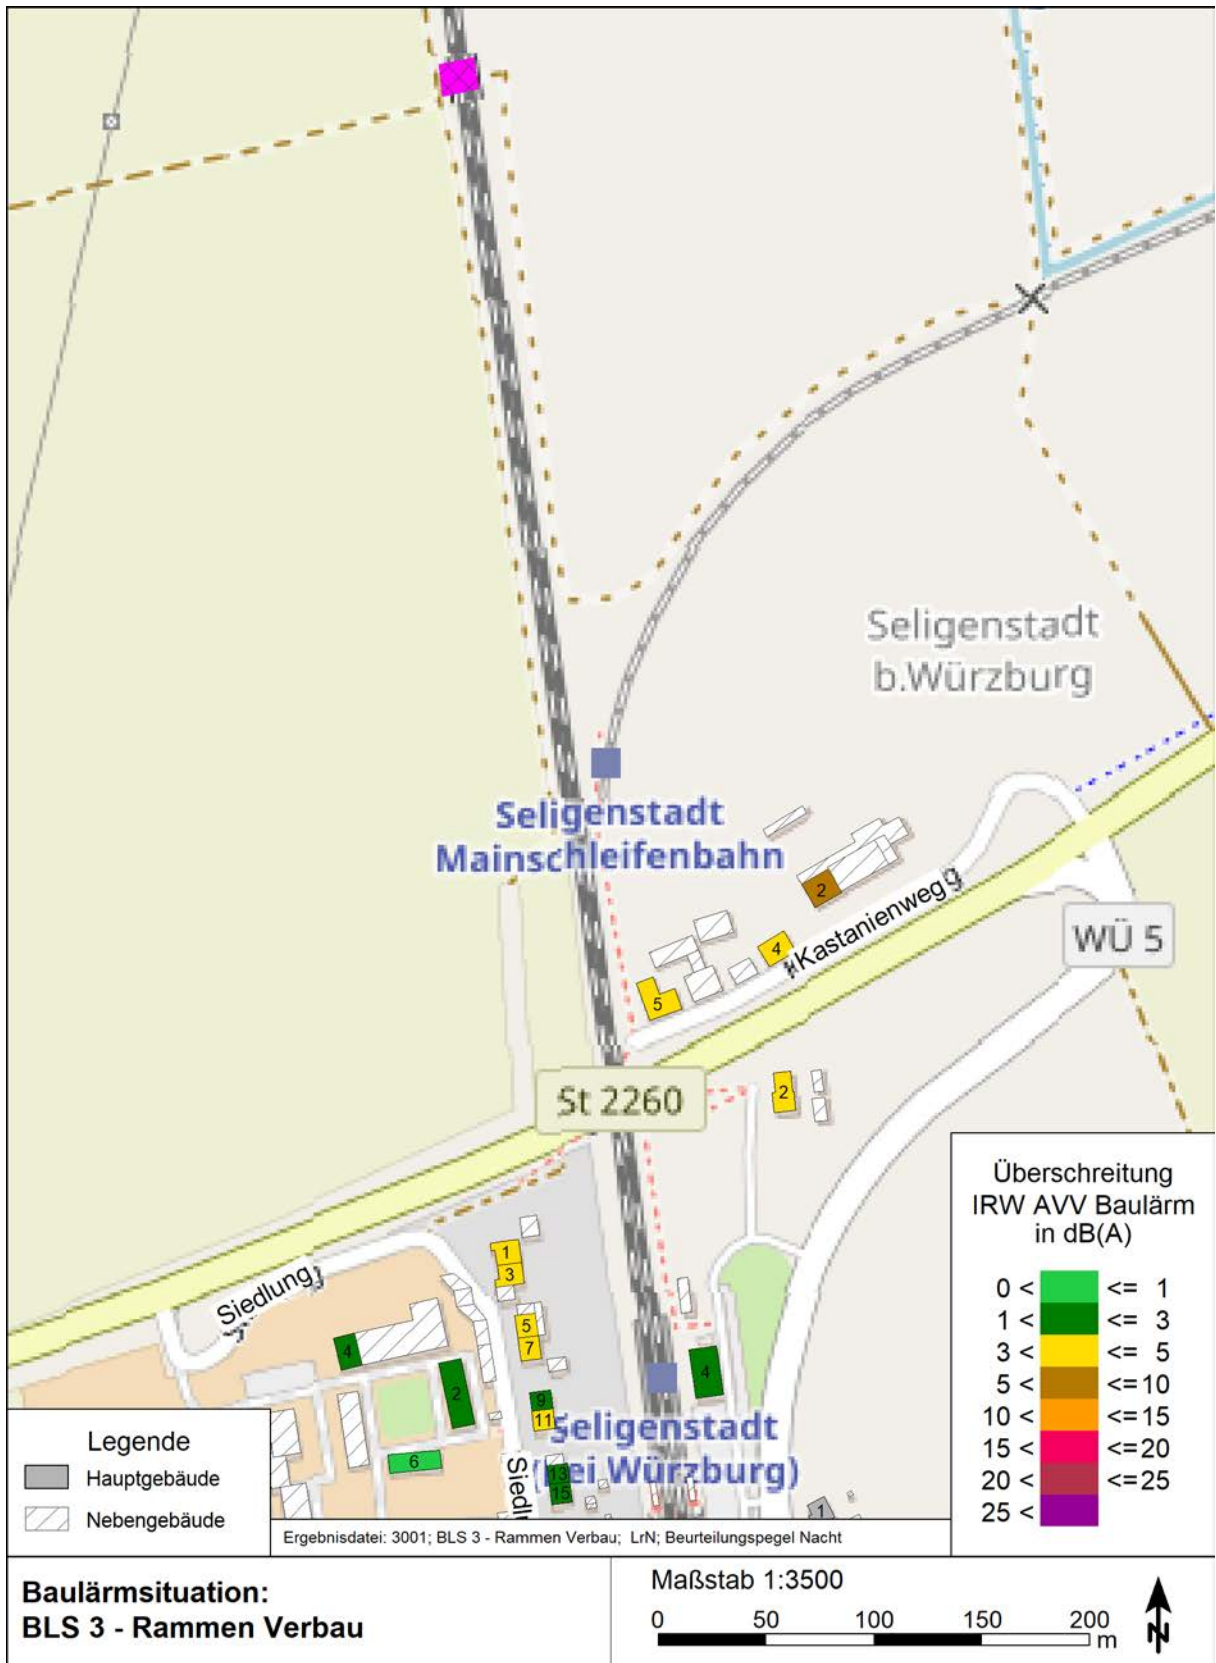 Seligenstadt
b.Würzburg
Seligenstadt
Mainschleifenbahn
2
Kastanienweg
4
5
WÜ 5
St 2260
2
1
3
Siedlung
5
7
4
4
2
9
11
Seligenstadt
(bei Würzburg)
6
13
15
1
Überschreitung
IRW AVV Baulärm
in dB(A)
0 < <= 1
1 < <= 3
3 < <= 5
5 < <=10
10 < <=15
15 < <=20
20 < <=25
25 <
Legende
Hauptgebäude
Nebengebäude
Ergebnisdatei: 3001; BLS 3 - Rammen Verbau; LrN; Beurteilungspegel Nacht
Baulärmsituation:
BLS 3 - Rammen Verbau
Maßstab 1:3500
0 50 100 150 200
m
N